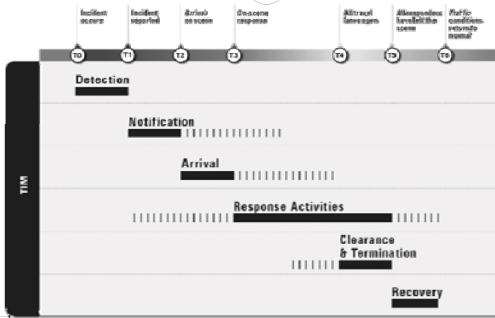 Incident
occurs
Incident
reported
Arrival
on scene
On-scene
response
All travel
lanes open
All responders
have left the
scene
Traffic
conditions
return to
normal
T0
T1
T2
T3
T4
T5
T6
Detection
Notification
Arrival
Response Activities
Clearance
& Termination
Recovery
TIM